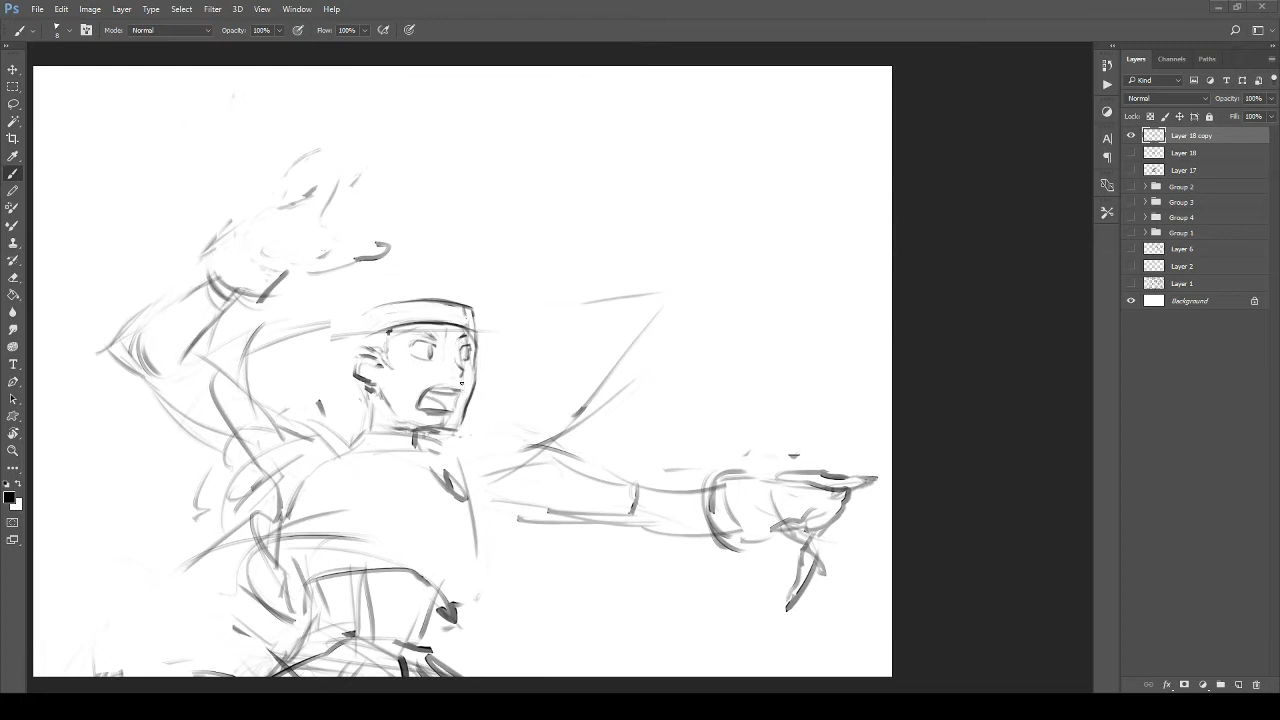 Ps File Edit Image Layer Type Select Filter 3D View Window Help
8 Mode: Normal Opacity: 100% Flow: 100%
Layers Channels Paths
Kind
Normal Opacity: 100%
Lock: Fill: 100%
Layer 18 copy
Layer 18
Layer 17
Group 2
Group 3
Group 4
Group 1
Layer 6
Layer 2
Layer 1
Background
fx